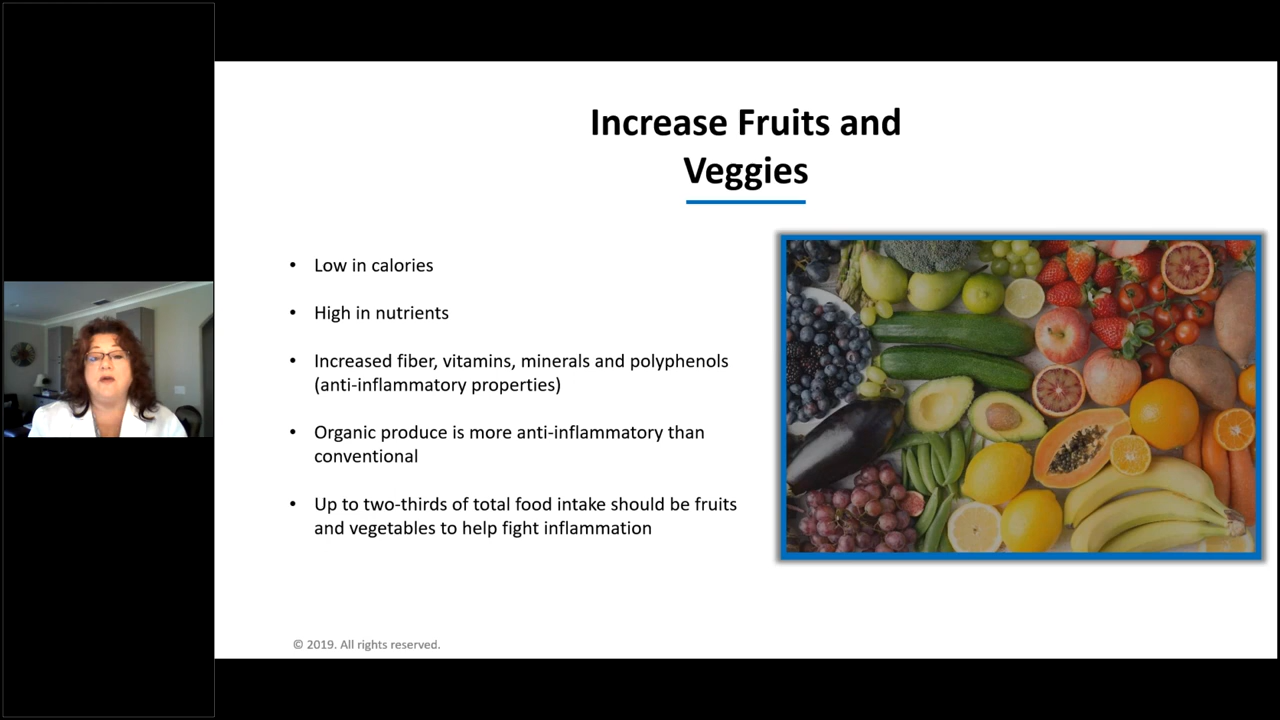 Increase Fruits and
Veggies
• Low in calories
• High in nutrients
• Increased fiber, vitamins, minerals and polyphenols
(anti-inflammatory properties)
• Organic produce is more anti-inflammatory than
conventional
• Up to two-thirds of total food intake should be fruits
and vegetables to help fight inflammation
© 2019. All rights reserved.